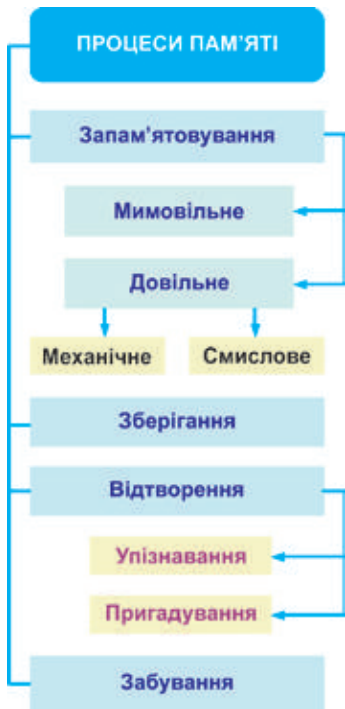 ПРОЦЕСИ ПАМ’ЯТІ
Запам’ятовування
Мимовільне
Довільне
Механічне
Смислове
Зберігання
Відтворення
Упізнавання
Пригадування
Забування